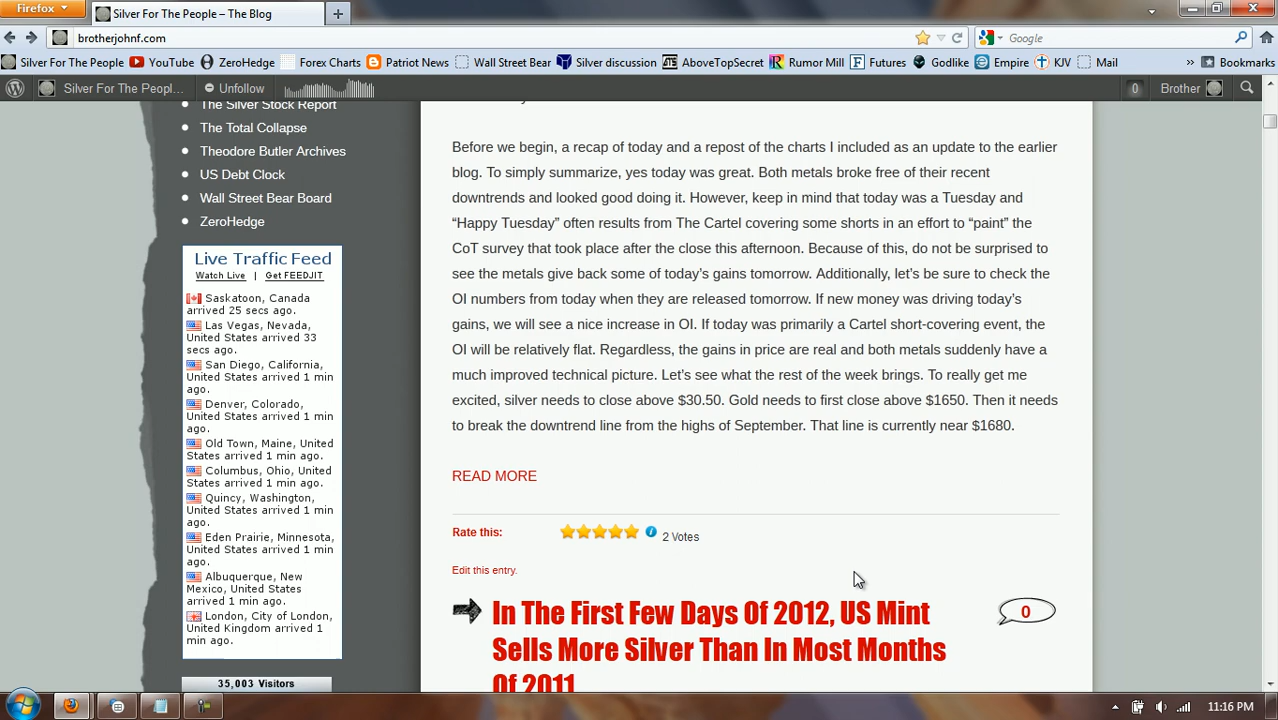 Firefox
Silver For The People – The Blog
brotherjohnf.com
Google
Silver For The People
YouTube
ZeroHedge
Forex Charts
Patriot News
Wall Street Bear
Silver discussion
AboveTopSecret
Rumor Mill
Futures
Godlike
Empire
KJV
Mail
»
Bookmarks
Silver For The Peopl...
Unfollow
0
Brother
The Silver Stock Report
The Total Collapse
Theodore Butler Archives
US Debt Clock
Wall Street Bear Board
ZeroHedge
Live Traffic Feed
Watch Live | Get FEEDJIT
Saskatoon, Canada
arrived 25 secs ago.
Las Vegas, Nevada,
United States arrived 33
secs ago.
San Diego, California,
United States arrived 1 min
ago.
Denver, Colorado,
United States arrived 1 min
ago.
Old Town, Maine, United
States arrived 1 min ago.
Columbus, Ohio, United
States arrived 1 min ago.
Quincy, Washington,
United States arrived 1 min
ago.
Eden Prairie, Minnesota,
United States arrived 1 min
ago.
Albuquerque, New
Mexico, United States
arrived 1 min ago.
London, City of London,
United Kingdom arrived 1
min ago.
35,003 Visitors
Before we begin, a recap of today and a repost of the charts I included as an update to the earlier
blog. To simply summarize, yes today was great. Both metals broke free of their recent
downtrends and looked good doing it. However, keep in mind that today was a Tuesday and
“Happy Tuesday” often results from The Cartel covering some shorts in an effort to “paint” the
CoT survey that took place after the close this afternoon. Because of this, do not be surprised to
see the metals give back some of today’s gains tomorrow. Additionally, let’s be sure to check the
OI numbers from today when they are released tomorrow. If new money was driving today’s
gains, we will see a nice increase in OI. If today was primarily a Cartel short-covering event, the
OI will be relatively flat. Regardless, the gains in price are real and both metals suddenly have a
much improved technical picture. Let’s see what the rest of the week brings. To really get me
excited, silver needs to close above $30.50. Gold needs to first close above $1650. Then it needs
to break the downtrend line from the highs of September. That line is currently near $1680.
READ MORE
Rate this:
2 Votes
Edit this entry.
In The First Few Days Of 2012, US Mint
Sells More Silver Than In Most Months
Of 2011
0
11:16 PM